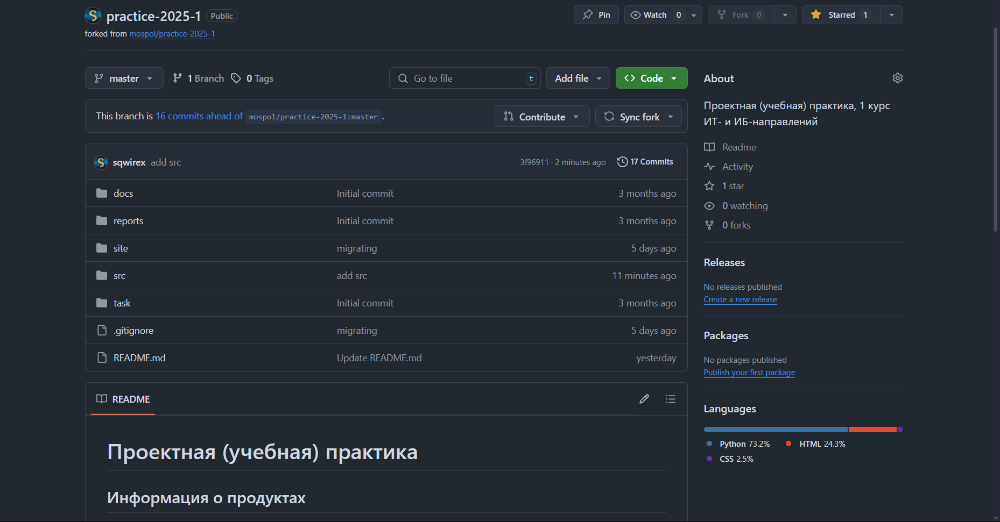 practice-2025-1 Public
Pin
Watch 0
Fork 0
Starred 1
forked from mospol/practice-2025-1
master
1 Branch
0 Tags
Go to file t
Add file
Code
This branch is 16 commits ahead of mospol/practice-2025-1:master .
Contribute
Sync fork
sqwirex add src 3f96911 · 2 minutes ago 17 Commits
docs Initial commit 3 months ago
reports Initial commit 3 months ago
site migrating 5 days ago
src add src 11 minutes ago
task Initial commit 3 months ago
.gitignore migrating 5 days ago
README.md Update README.md yesterday
README
Проектная (учебная) практика
Информация о продуктах
About
Проектная (учебная) практика, 1 курс
ИТ- и ИБ-направлений
Readme
Activity
1 star
0 watching
0 forks
Releases
No releases published
Create a new release
Packages
No packages published
Publish your first package
Languages
Python 73.2% HTML 24.3%
CSS 2.5%